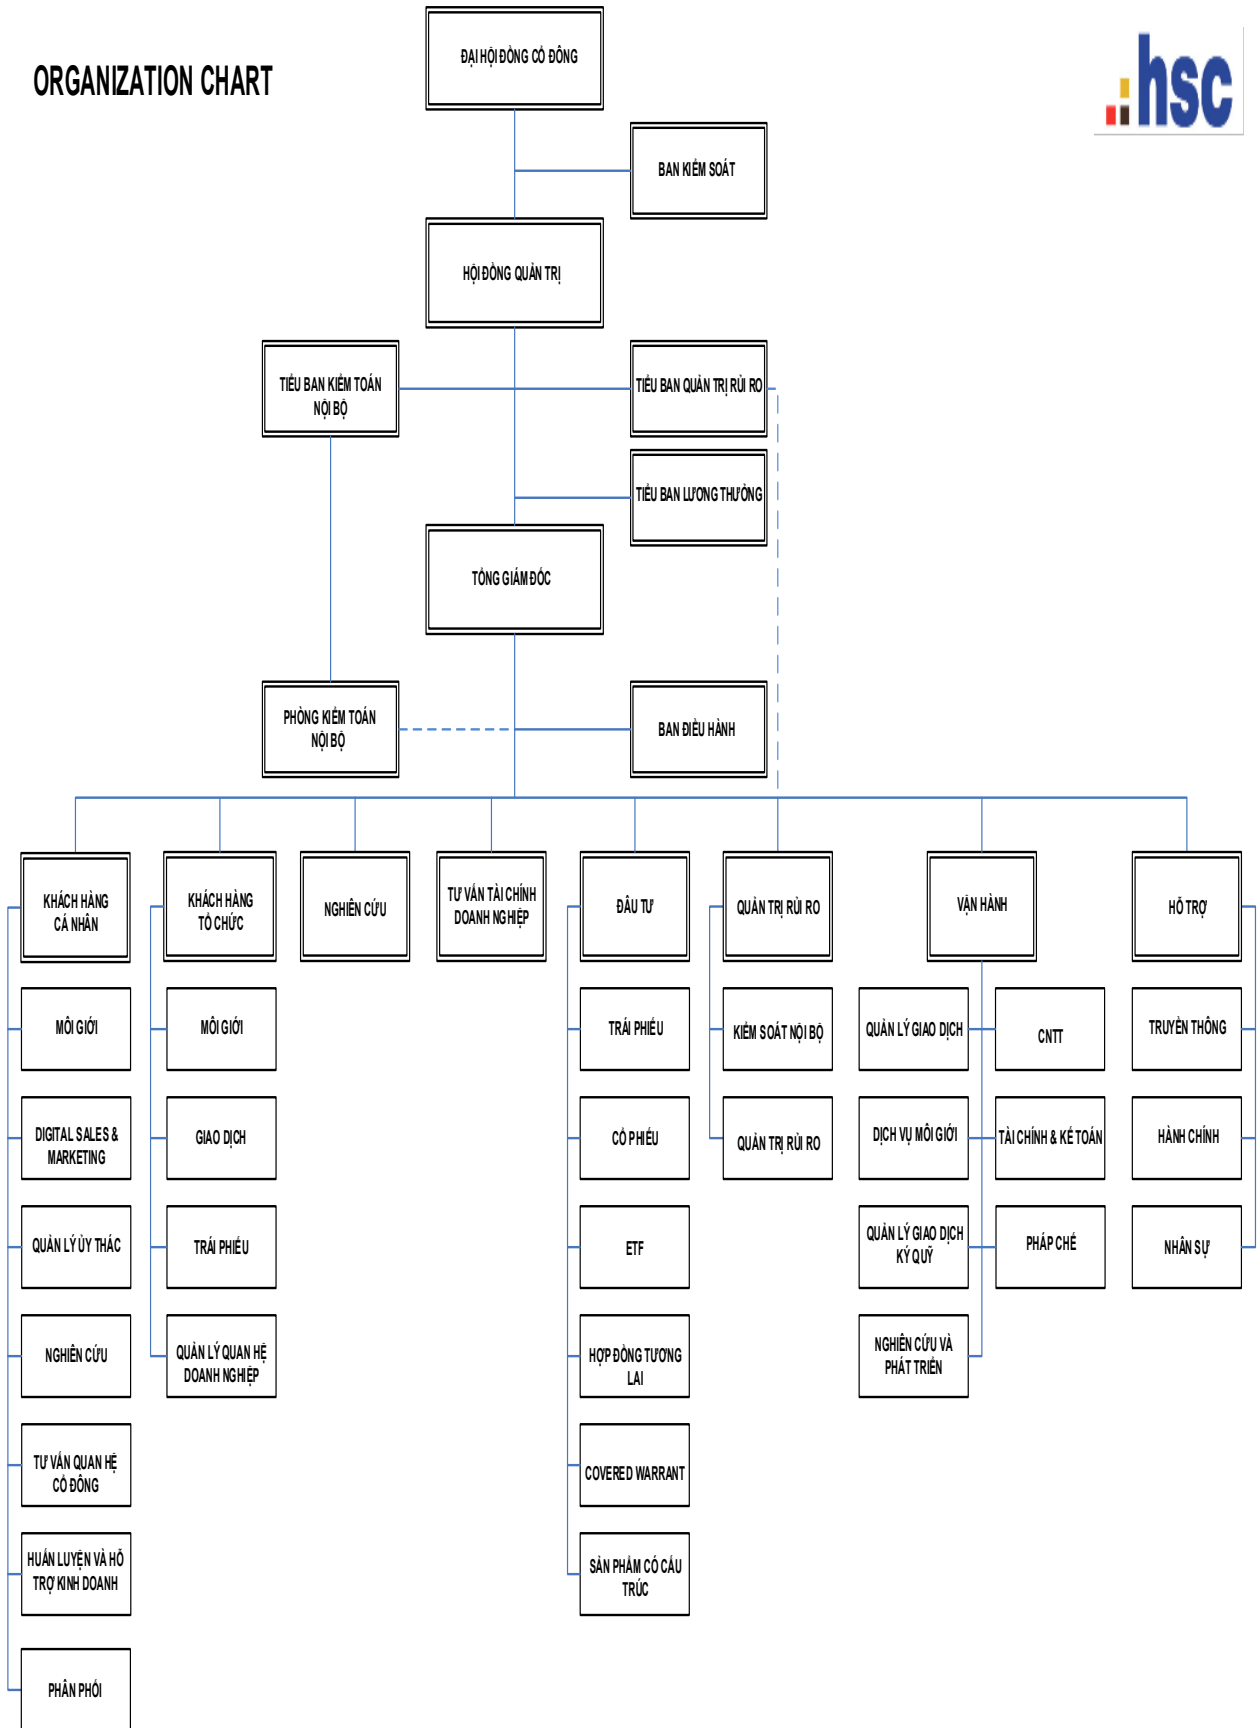 ORGANIZATION CHART
hsc
ĐẠI HỘI ĐỒNG CỔ ĐÔNG
BAN KIỂM SOÁT
HỘI ĐỒNG QUẢN TRỊ
TIỂU BAN KIỂM TOÁN
NỘI BỘ
TIỂU BAN QUẢN TRỊ RỦI RO
TIỂU BAN LƯƠNG THƯỞNG
TỔNG GIÁM ĐỐC
PHÒNG KIỂM TOÁN
NỘI BỘ
BAN ĐIỀU HÀNH
KHÁCH HÀNG
CÁ NHÂN
MÔI GIỚI
DIGITAL SALES &
MARKETING
QUẢN LÝ ỦY THÁC
NGHIÊN CỨU
TƯ VẤN QUAN HỆ
CỔ ĐÔNG
HUẤN LUYỆN VÀ HỖ
TRỢ KINH DOANH
PHÂN PHỐI
KHÁCH HÀNG
TỔ CHỨC
MÔI GIỚI
GIAO DỊCH
TRÁI PHIẾU
QUẢN LÝ QUAN HỆ
DOANH NGHIỆP
NGHIÊN CỨU
TƯ VẤN TÀI CHÍNH
DOANH NGHIỆP
ĐẦU TƯ
TRÁI PHIẾU
CỔ PHIẾU
ETF
HỢP ĐỒNG TƯƠNG
LAI
COVERED WARRANT
SẢN PHẨM CÓ CẤU
TRÚC
QUẢN TRỊ RỦI RO
KIỂM SOÁT NỘI BỘ
QUẢN TRỊ RỦI RO
VẬN HÀNH
QUẢN LÝ GIAO DỊCH
CNTT
DỊCH VỤ MÔI GIỚI
TÀI CHÍNH & KẾ TOÁN
QUẢN LÝ GIAO DỊCH
KÝ QUỸ
PHÁP CHẾ
NGHIÊN CỨU VÀ
PHÁT TRIỂN
HỖ TRỢ
TRUYỀN THÔNG
HÀNH CHÍNH
NHÂN SỰ